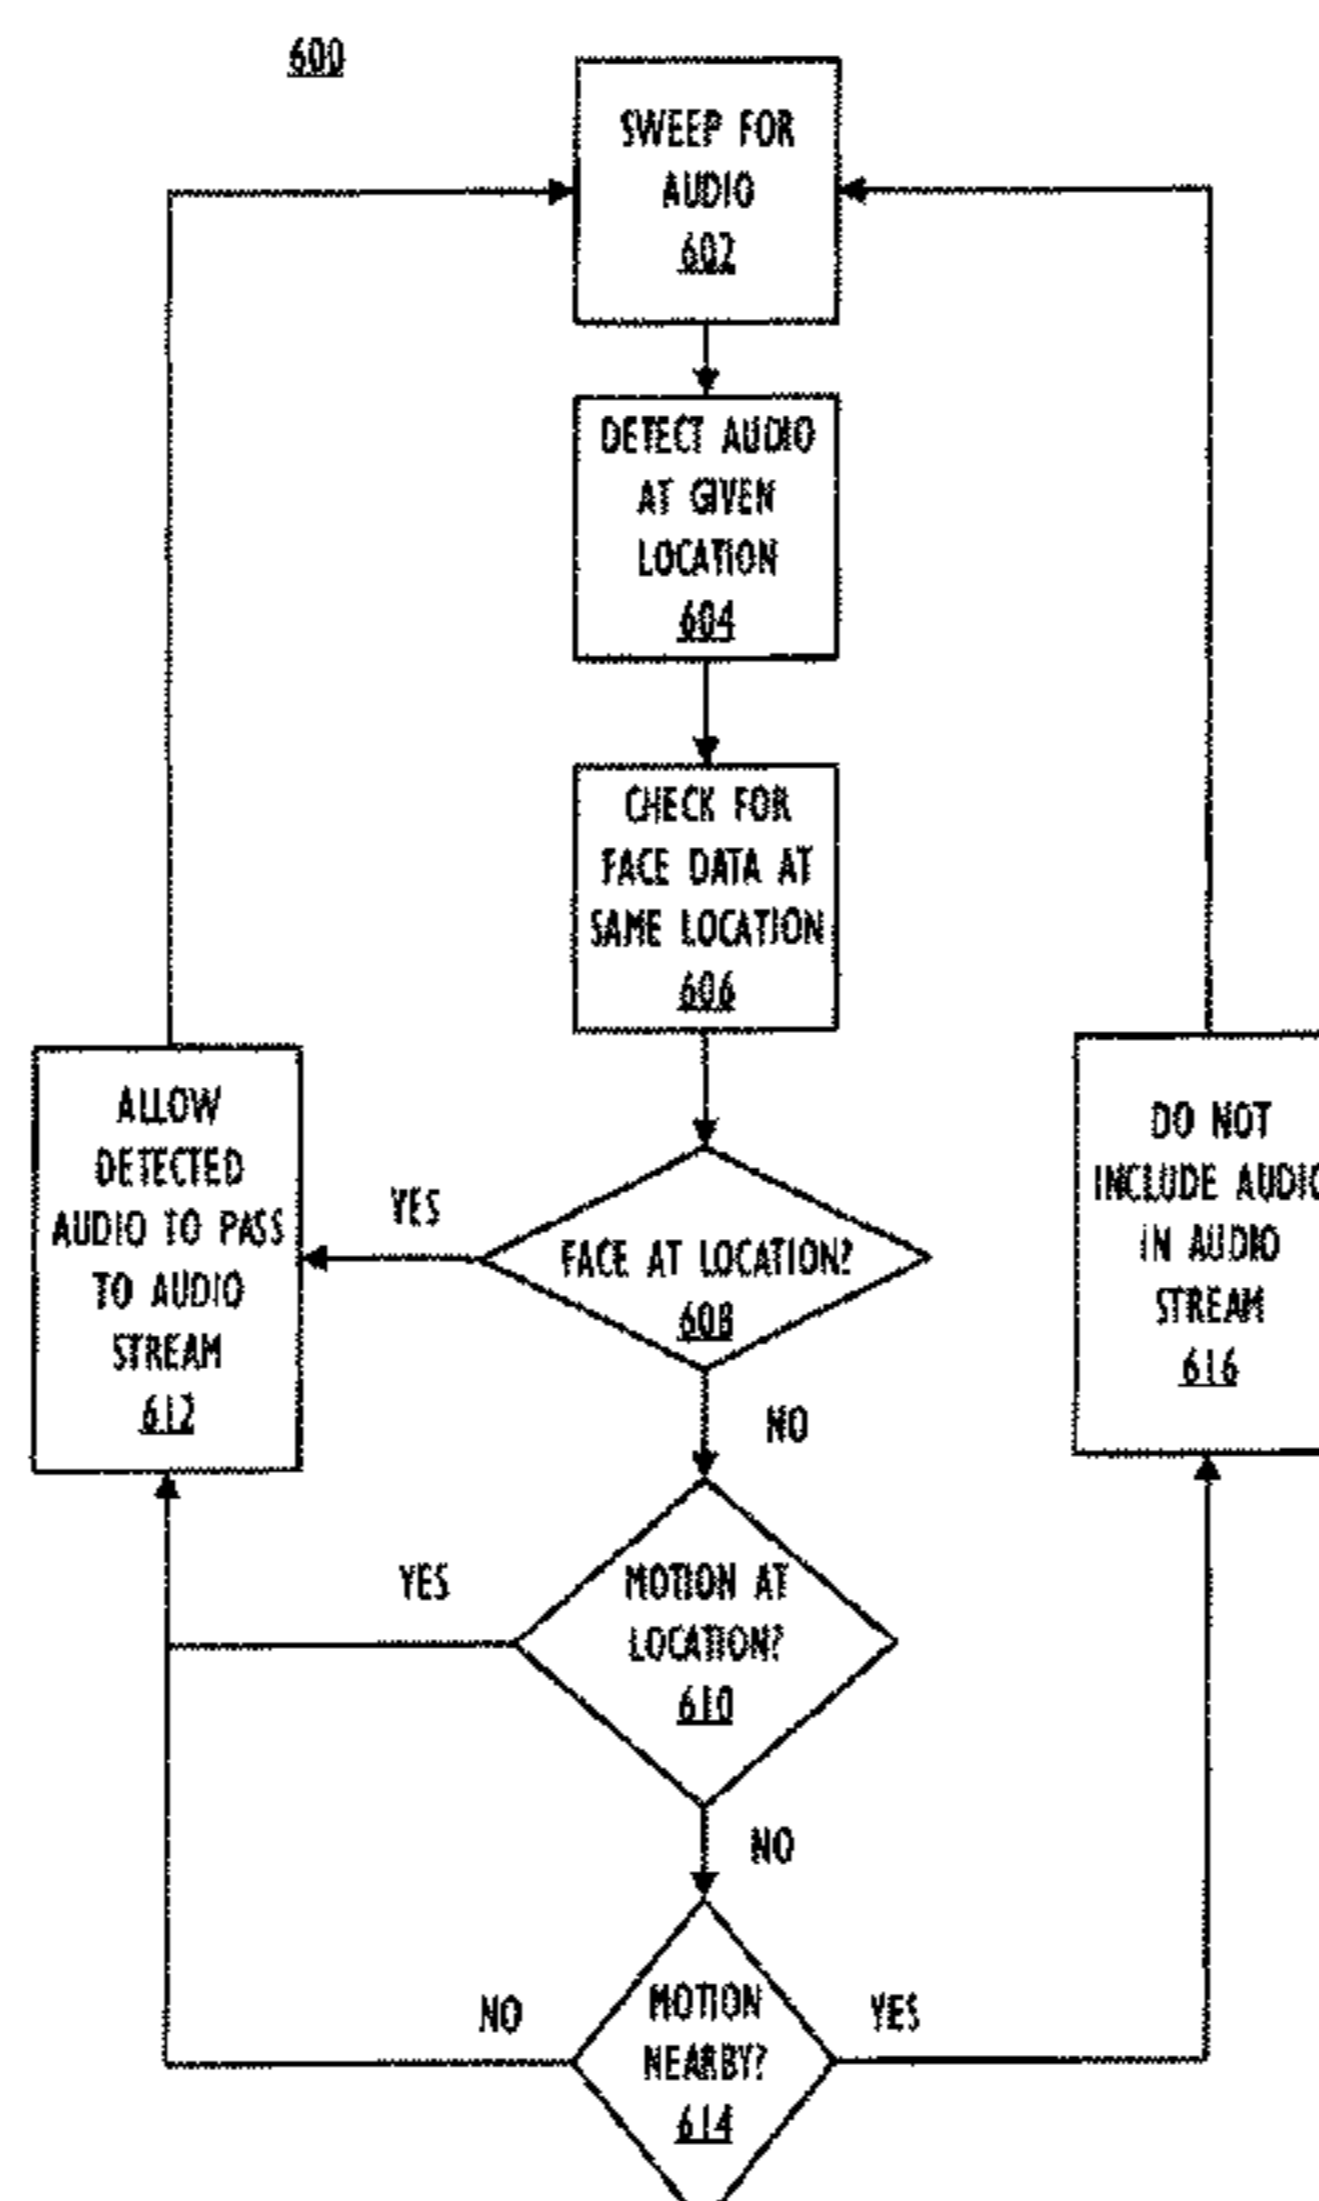 600
SWEEP FOR
AUDIO
602
DETECT AUDIO
AT GIVEN
LOCATION
604
CHECK FOR
FACE DATA AT
SAME LOCATION
606
ALLOW
DETECTED
AUDIO TO PASS
TO AUDIO
STREAM
612
YES
FACE AT LOCATION?
608
NO
DO NOT
INCLUDE AUDIO
IN AUDIO
STREAM
616
YES
MOTION AT
LOCATION?
610
NO
NO
MOTION
NEARBY?
614
YES